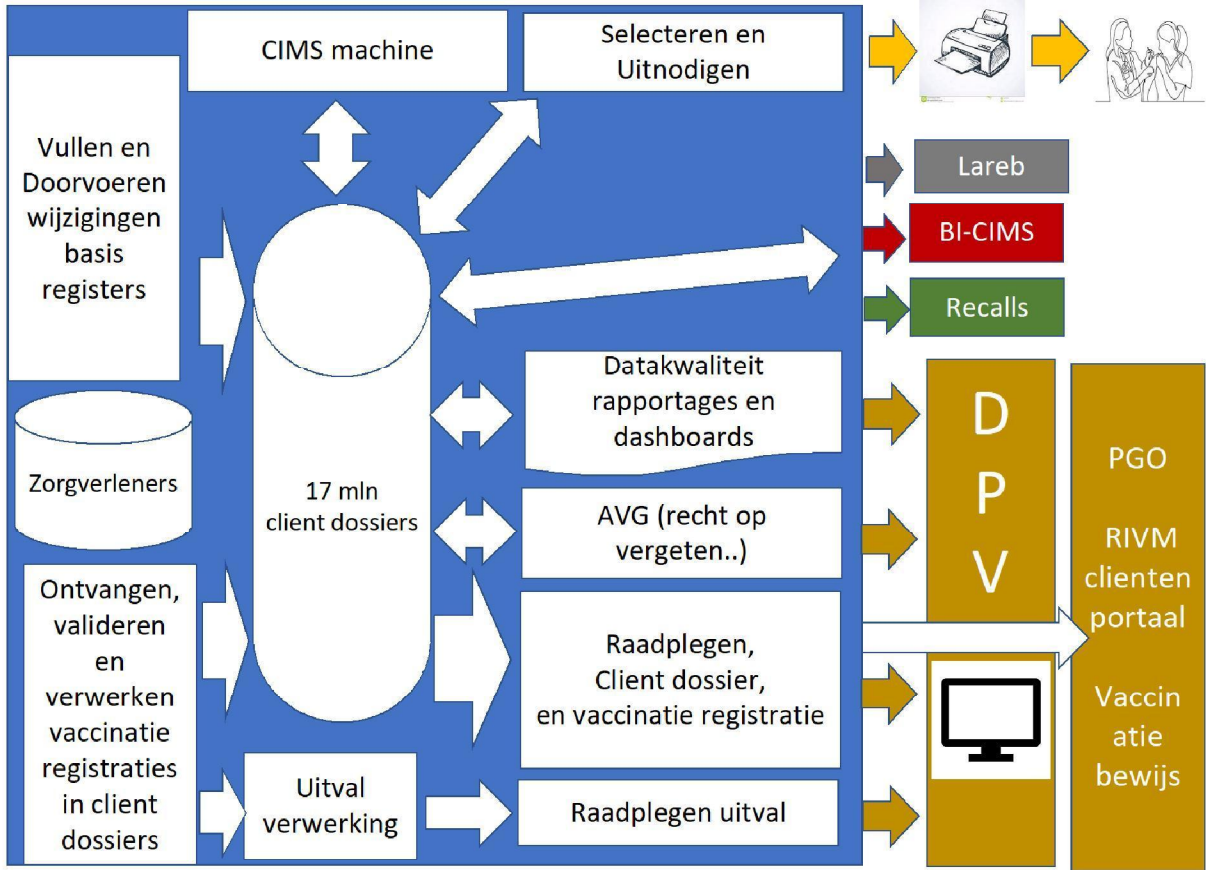 CIMS machine
Selecteren en
Uitnodigen
Vullen en
Doorvoeren
wijzigingen
basis
registers
Lareb
BI-CIMS
Recalls
Zorgverleners
17 mln
client dossiers
Datakwaliteit
rapportages en
dashboards
AVG (recht op
vergeten..)
Ontvangen,
valideren
en
verwerken
vaccinatie
registraties
in client
dossiers
Raadplegen,
Client dossier,
en vaccinatie registratie
Uitval
verwerking
Raadplegen uitval
D
P
V
PGO
RIVM
clienten
portaal
Vaccin
atie
bewijs